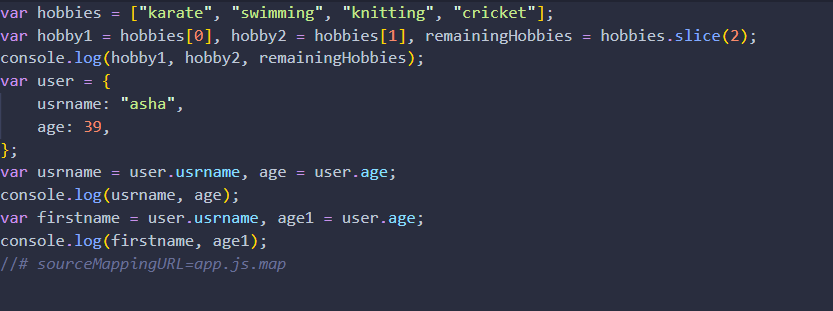 var hobbies = ["karate", "swimming", "knitting", "cricket"];
var hobby1 = hobbies[0], hobby2 = hobbies[1], remainingHobbies = hobbies.slice(2);
console.log(hobby1, hobby2, remainingHobbies);
var user = {
    usrname: "asha",
    age: 39,
};
var usrname = user.usrname, age = user.age;
console.log(usrname, age);
var firstname = user.usrname, age1 = user.age;
console.log(firstname, age1);
//# sourceMappingURL=app.js.map